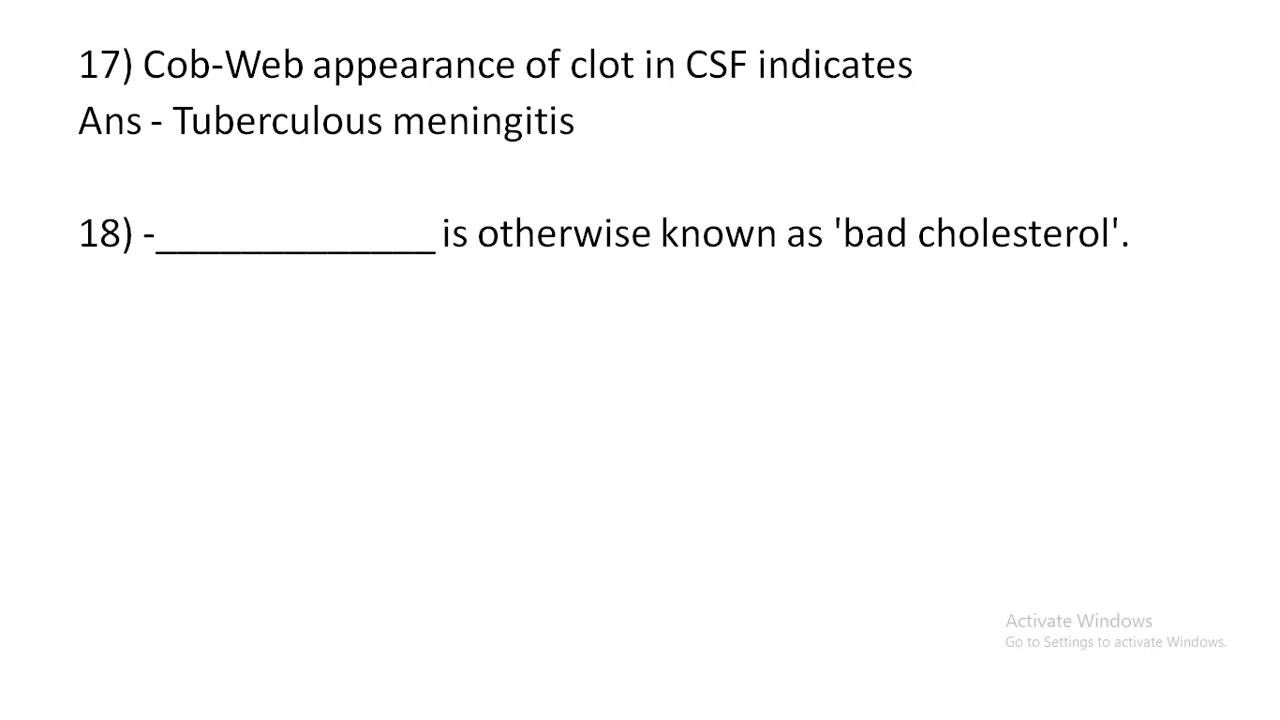 17) Cob-Web appearance of clot in CSF indicates
Ans - Tuberculous meningitis
18) -_____________ is otherwise known as 'bad cholesterol'.
Activate Windows
Go to Settings to activate Windows.